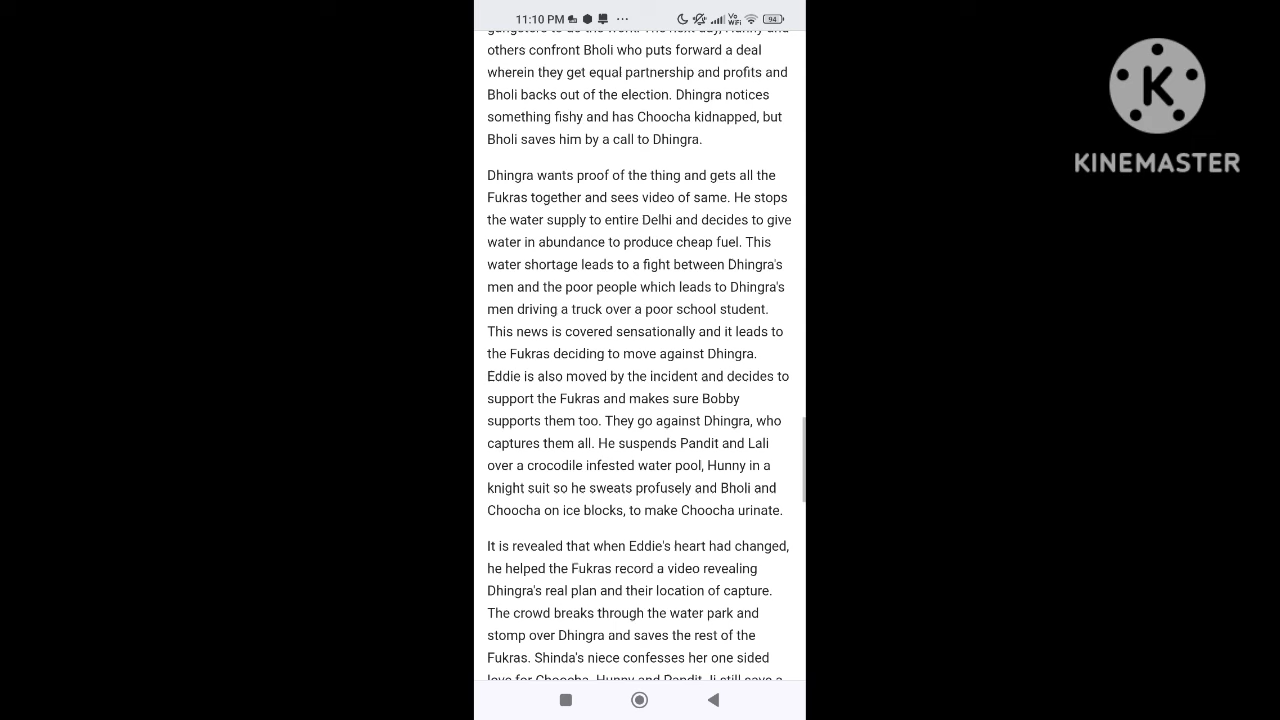 11:10 PM
Vo
WiFi
94
others confront Bholi who puts forward a deal
wherein they get equal partnership and profits and
Bholi backs out of the election. Dhingra notices
something fishy and has Choocha kidnapped, but
Bholi saves him by a call to Dhingra.
Dhingra wants proof of the thing and gets all the
Fukras together and sees video of same. He stops
the water supply to entire Delhi and decides to give
water in abundance to produce cheap fuel. This
water shortage leads to a fight between Dhingra's
men and the poor people which leads to Dhingra's
men driving a truck over a poor school student.
This news is covered sensationally and it leads to
the Fukras deciding to move against Dhingra.
Eddie is also moved by the incident and decides to
support the Fukras and makes sure Bobby
supports them too. They go against Dhingra, who
captures them all. He suspends Pandit and Lali
over a crocodile infested water pool, Hunny in a
knight suit so he sweats profusely and Bholi and
Choocha on ice blocks, to make Choocha urinate.
It is revealed that when Eddie's heart had changed,
he helped the Fukras record a video revealing
Dhingra's real plan and their location of capture.
The crowd breaks through the water park and
stomp over Dhingra and saves the rest of the
Fukras. Shinda's niece confesses her one sided
K
KINEMASTER